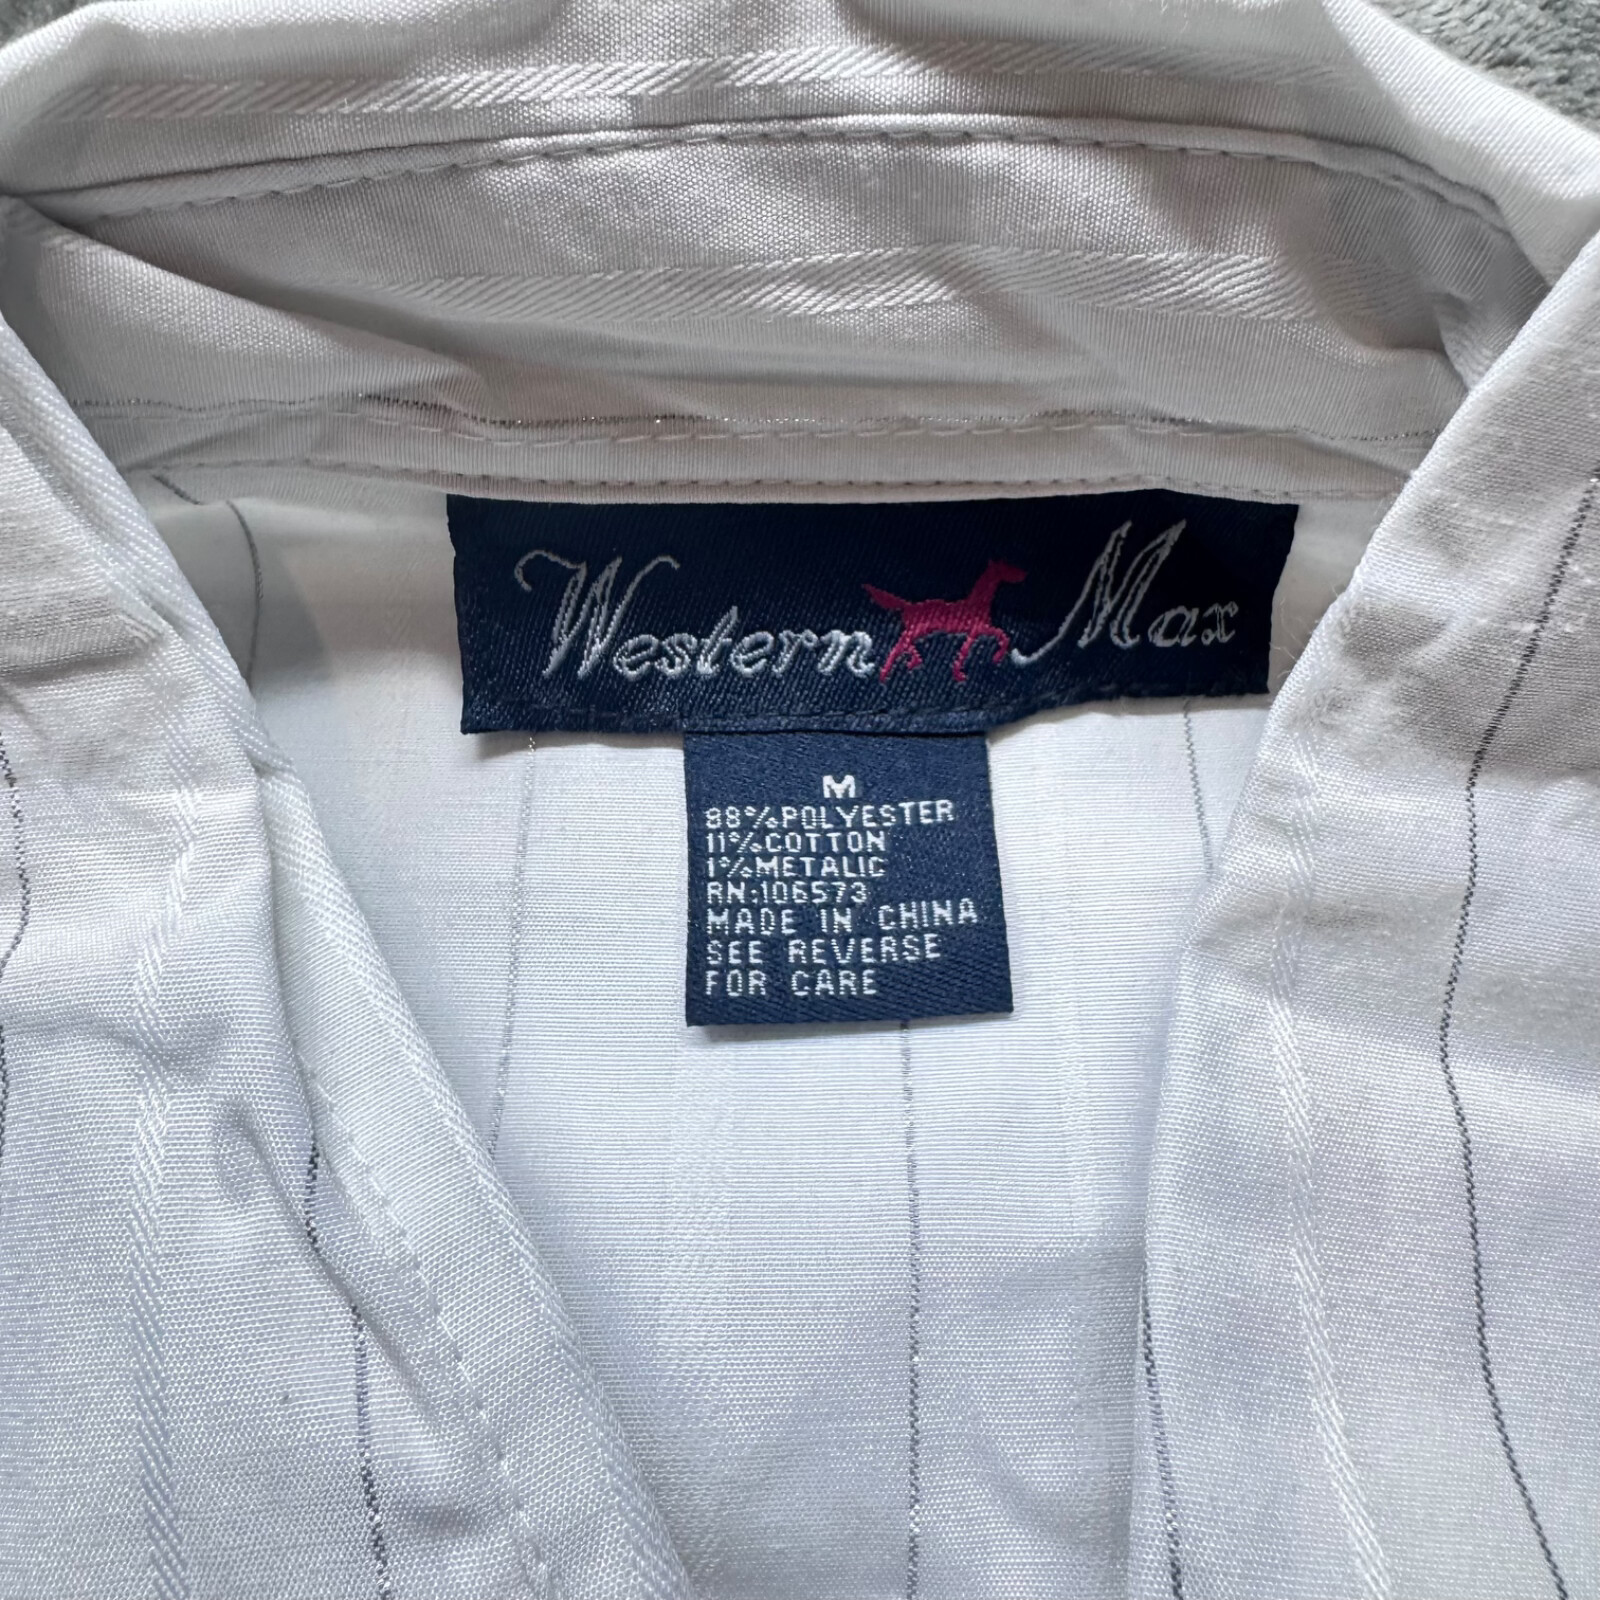 Western Max
M
88%POLYESTER
11%COTTON
1%METALIC
RN:106573
MADE IN CHINA
SEE REVERSE
FOR CARE